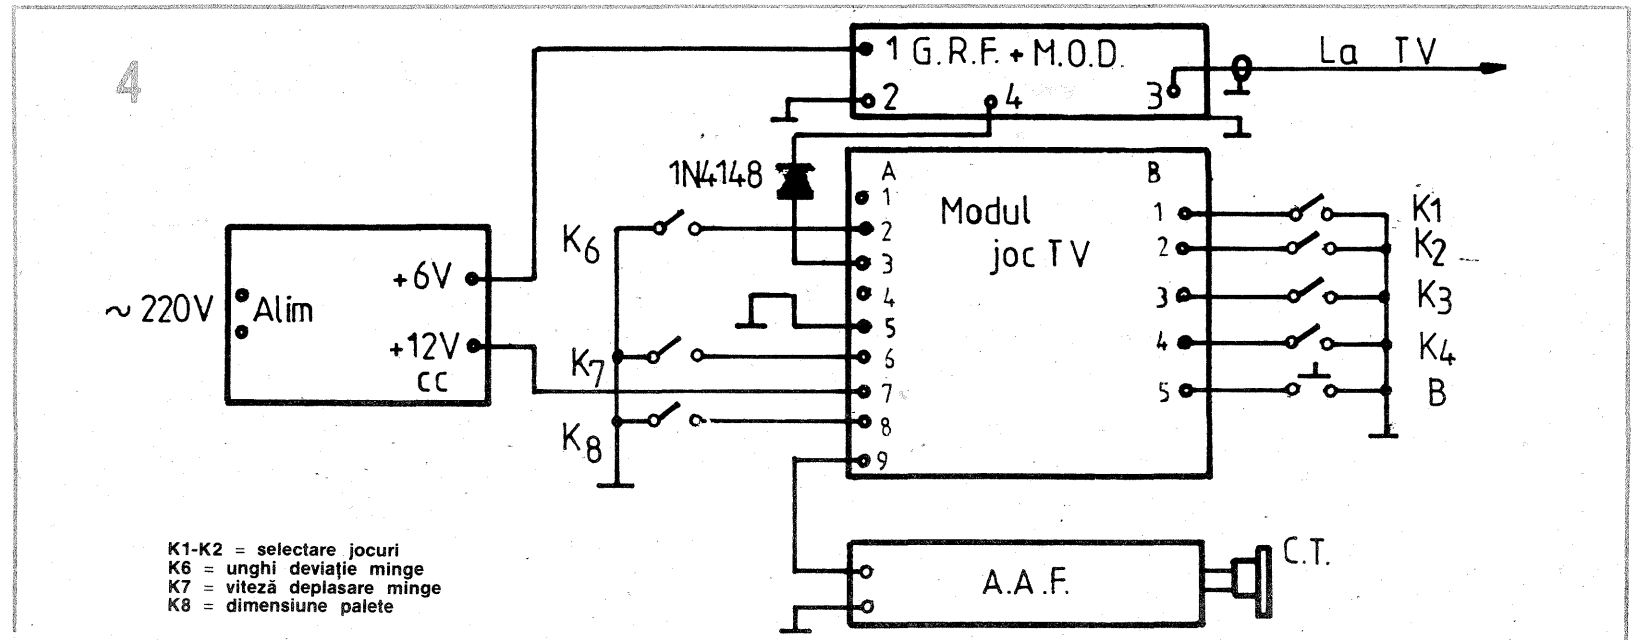 4
1 G.R.F. + M.O.D.
La TV
2
4
3
1N4148
A
B
1
Modul
joc TV
K6
2
3
4
5
K7
6
7
8
K8
9
1
K1
2
K2
3
K3
4
K4
5
B
+6V
~220V
Alim
+12V
CC
K1-K2 = selectare jocuri
K6 = unghi deviație minge
K7 = viteză deplasare minge
K8 = dimensiune palete
A.A.F.
C.T.